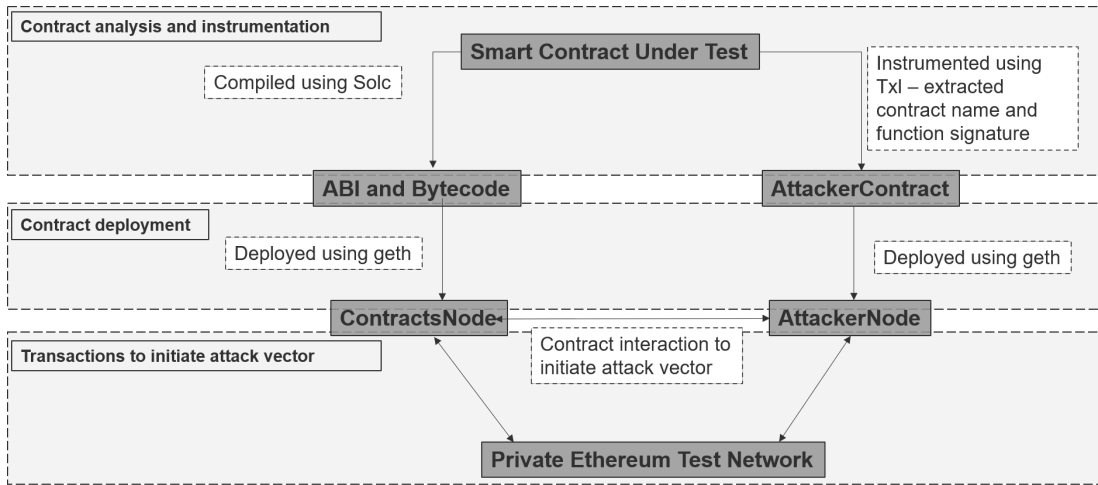 Contract analysis and instrumentation
Smart Contract Under Test
Compiled using Solc
Instrumented using
Txl – extracted
contract name and
function signature
ABI and Bytecode
AttackerContract
Contract deployment
Deployed using geth
Deployed using geth
ContractsNode
AttackerNode
Contract interaction to
initiate attack vector
Transactions to initiate attack vector
Private Ethereum Test Network